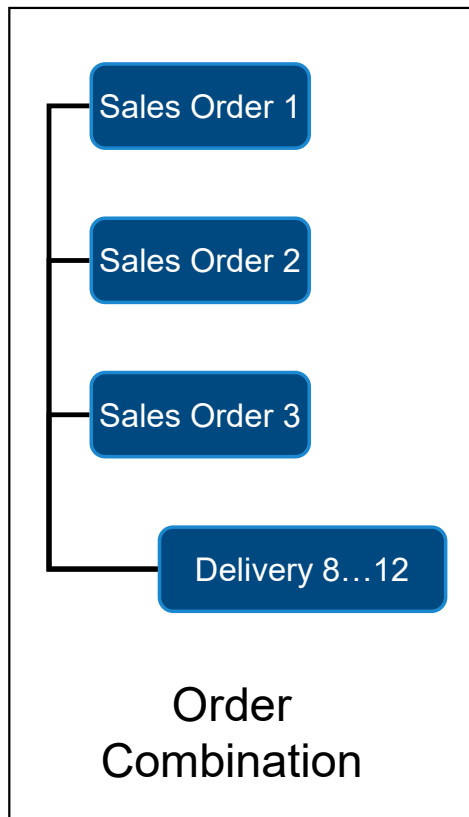 Sales Order 1
Sales Order 2
Sales Order 3
Delivery 8…12
Order
Combination